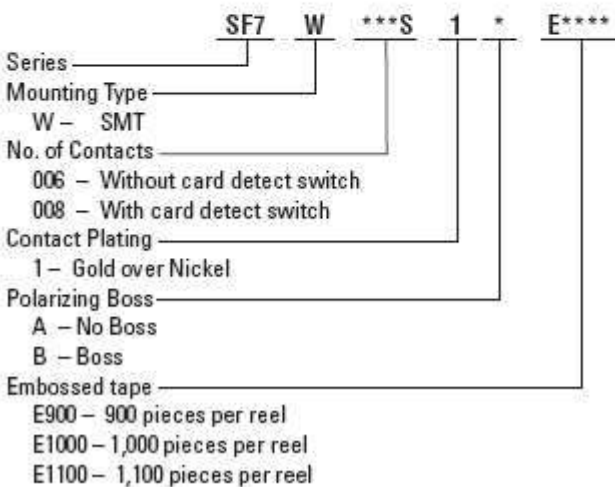 SF7 W ***S 1 * E****
Series
Mounting Type
W – SMT
No. of Contacts
006 – Without card detect switch
008 – With card detect switch
Contact Plating
1 – Gold over Nickel
Polarizing Boss
A – No Boss
B – Boss
Embossed tape
E900 – 900 pieces per reel
E1000 – 1,000 pieces per reel
E1100 – 1,100 pieces per reel